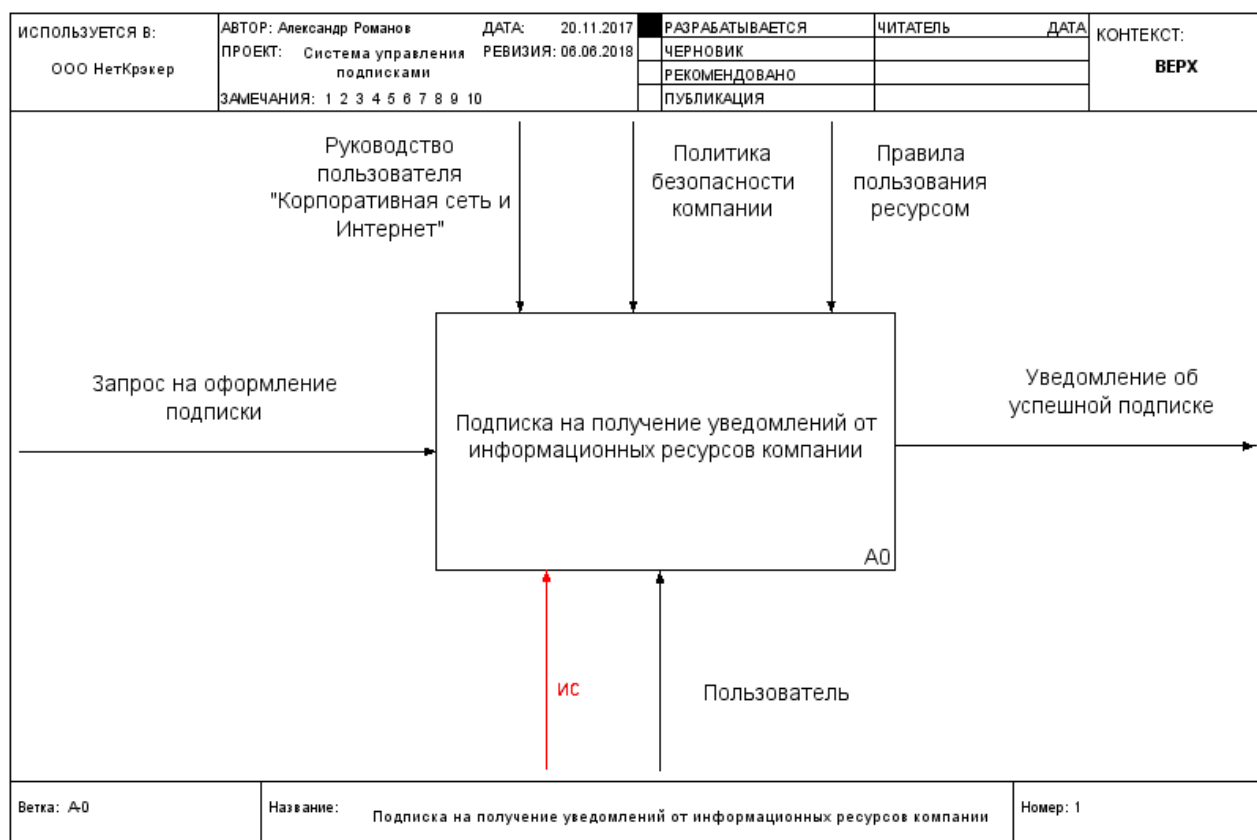 ИСПОЛЬЗУЕТСЯ В:
ООО НетКрэкер
АВТОР: Александр Романов
ДАТА: 20.11.2017
ПРОЕКТ: Система управления
подписками
РЕВИЗИЯ: 06.06.2018
ЗАМЕЧАНИЯ: 1 2 3 4 5 6 7 8 9 10
РАЗРАБАТЫВАЕТСЯ
ЧЕРНОВИК
РЕКОМЕНДОВАНО
ПУБЛИКАЦИЯ
ЧИТАТЕЛЬ ДАТА
КОНТЕКСТ:
ВЕРХ
Руководство
пользователя
"Корпоративная сеть и
Интернет"
Политика
безопасности
компании
Правила
пользования
ресурсом
Запрос на оформление
подписки
Подписка на получение уведомлений от
информационных ресурсов компании
A0
Уведомление об
успешной подписке
ИС
Пользователь
Ветка: A-0
Название: Подписка на получение уведомлений от информационных ресурсов компании
Номер: 1